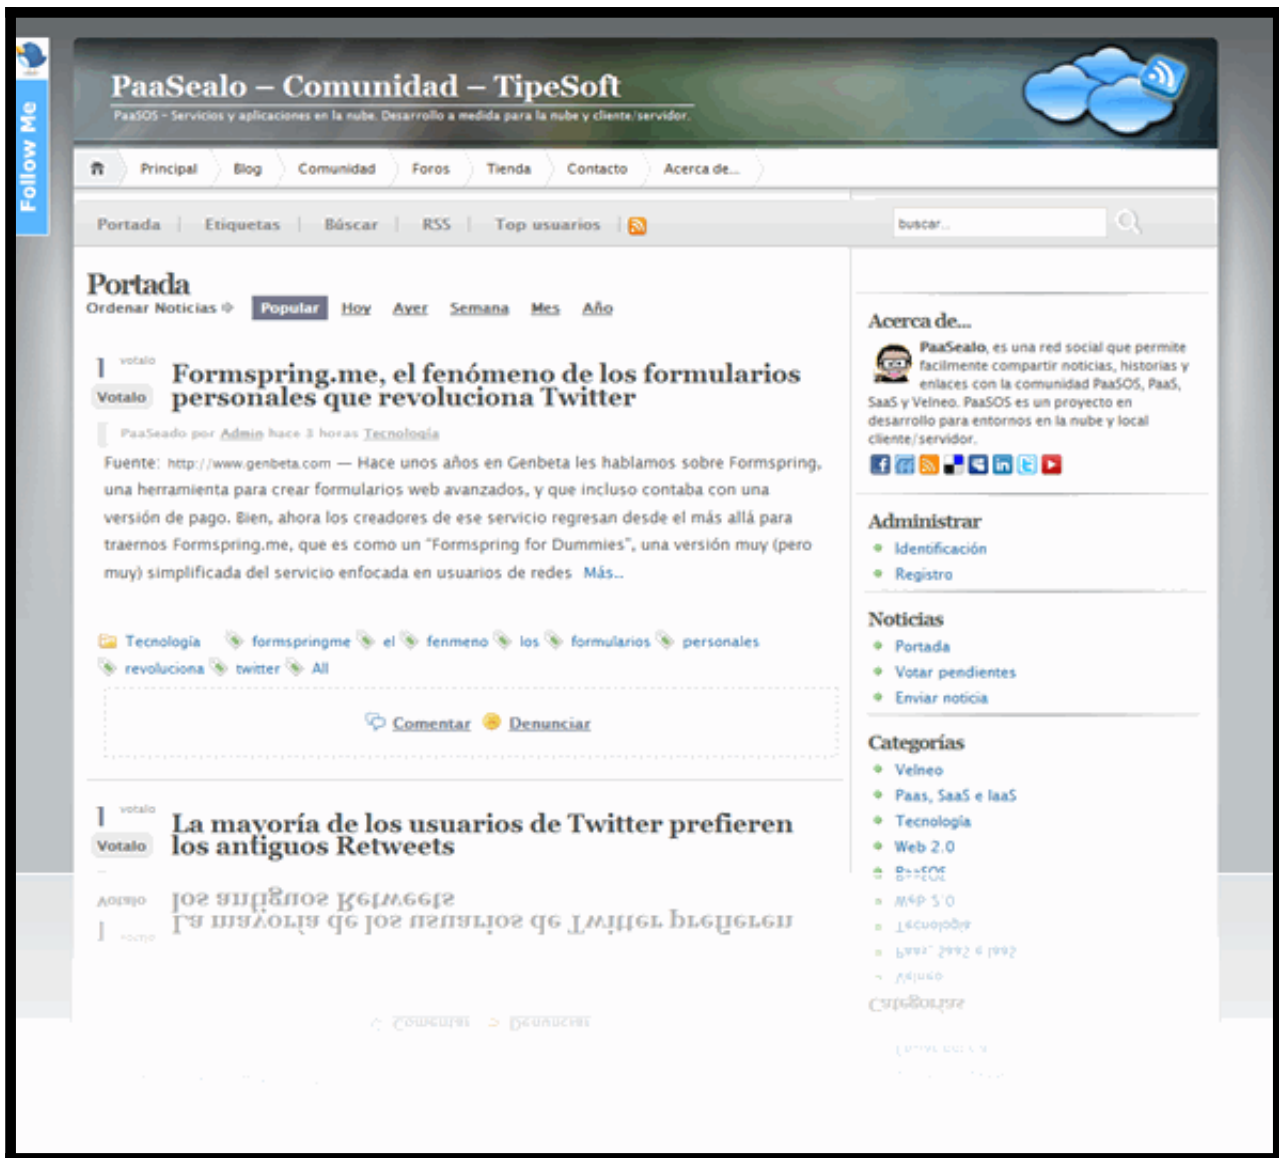 Follow Me
PaaSealo – Comunidad – TipeSoft
PaaSOS - Servicios y aplicaciones en la nube. Desarrollo a medida para la nube y cliente/servidor.
Principal Blog Comunidad Foros Tienda Contacto Acerca de...
Portada | Etiquetas | Búscar | RSS | Top usuarios |
buscar..
Portada
Ordenar Noticias Popular Hoy Ayer Semana Mes Año
1 votalo
Votalo
Formspring.me, el fenómeno de los formularios
personales que revoluciona Twitter
PaaSeado por Admin hace 3 horas Tecnología
Fuente: http://www.genbeta.com — Hace unos años en Genbeta les hablamos sobre Formspring,
una herramienta para crear formularios web avanzados, y que incluso contaba con una
versión de pago. Bien, ahora los creadores de ese servicio regresan desde el más allá para
traernos Formspring.me, que es como un "Formspring for Dummies", una versión muy (pero
muy) simplificada del servicio enfocada en usuarios de redes Más..
Tecnología formspringme el fenmeno los formularios personales
revoluciona twitter All
Comentar Denunciar
1 votalo
Votalo
La mayoría de los usuarios de Twitter prefieren
los antiguos Retweets
Acerca de...
PaaSealo, es una red social que permite
facilmente compartir noticias, historias y
enlaces con la comunidad PaaSOS, PaaS,
SaaS y Velneo. PaaSOS es un proyecto en
desarrollo para entornos en la nube y local
cliente/servidor.
Administrar
Identificación
Registro
Noticias
Portada
Votar pendientes
Enviar noticia
Categorías
Velneo
Paas, SaaS e IaaS
Tecnología
Web 2.0
PaaSOS